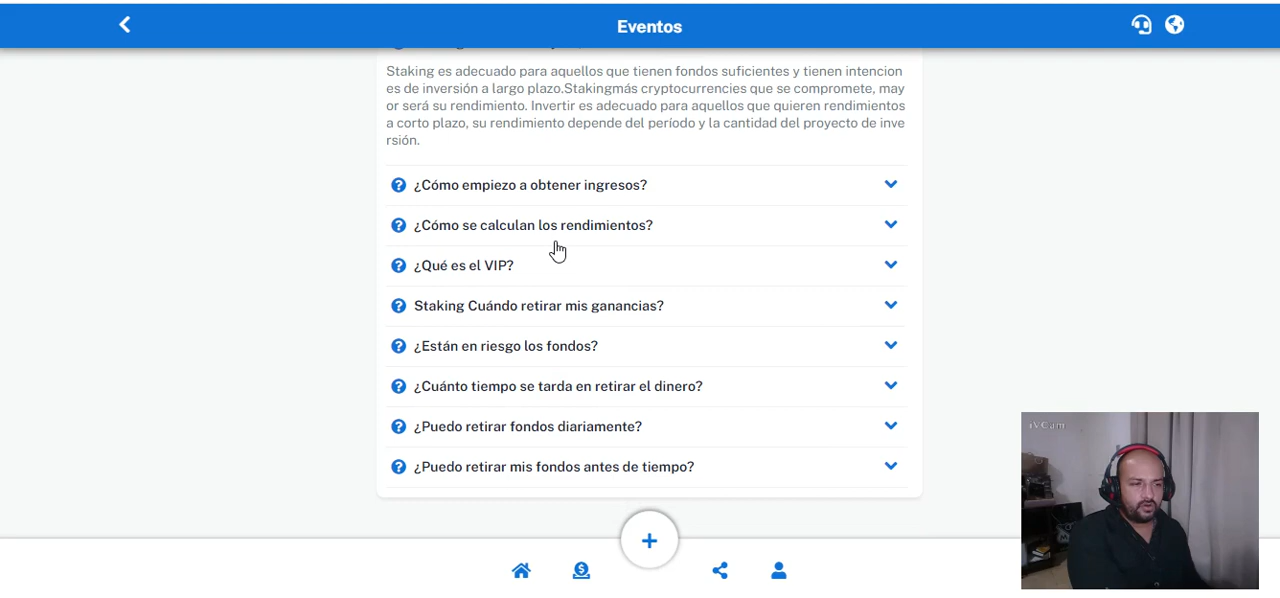 Eventos
Staking es adecuado para aquellos que tienen fondos suficientes y tienen intencion
es de inversión a largo plazo.Stakingmás cryptocurrencies que se compromete, may
or será su rendimiento. Invertir es adecuado para aquellos que quieren rendimientos
a corto plazo, su rendimiento depende del período y la cantidad del proyecto de inve
rsión.
¿Cómo empiezo a obtener ingresos?
¿Cómo se calculan los rendimientos?
¿Qué es el VIP?
Staking Cuándo retirar mis ganancias?
¿Están en riesgo los fondos?
¿Cuánto tiempo se tarda en retirar el dinero?
¿Puedo retirar fondos diariamente?
¿Puedo retirar mis fondos antes de tiempo?
iVCam